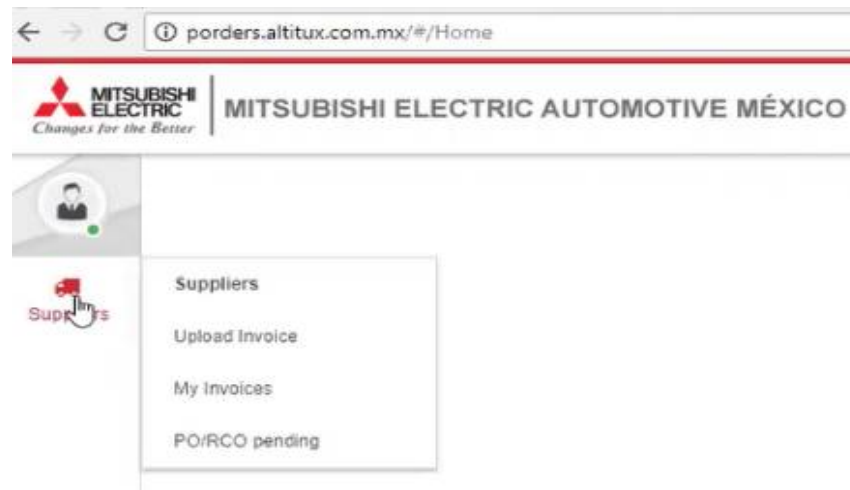 porders.altitux.com.mx/#/Home
MITSUBISHI
ELECTRIC
Changes for the Better
MITSUBISHI ELECTRIC AUTOMOTIVE MÉXICO
Suppliers
Suppliers
Upload Invoice
My Invoices
PO/RCO pending